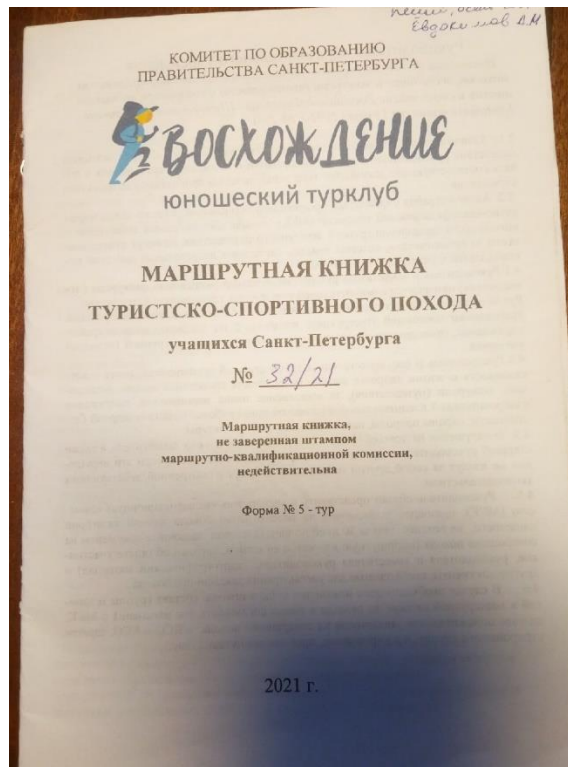 Евдокимов А.М
КОМИТЕТ ПО ОБРАЗОВАНИЮ
ПРАВИТЕЛЬСТВА САНКТ-ПЕТЕРБУРГА
ВОСХОЖДЕНИЕ
юношеский турклуб
МАРШРУТНАЯ КНИЖКА
ТУРИСТСКО-СПОРТИВНОГО ПОХОДА
учащихся Санкт-Петербурга
№ 32/21
Маршрутная книжка,
не заверенная штампом
маршрутно-квалификационной комиссии,
недействительна
Форма № 5 - тур
2021 г.